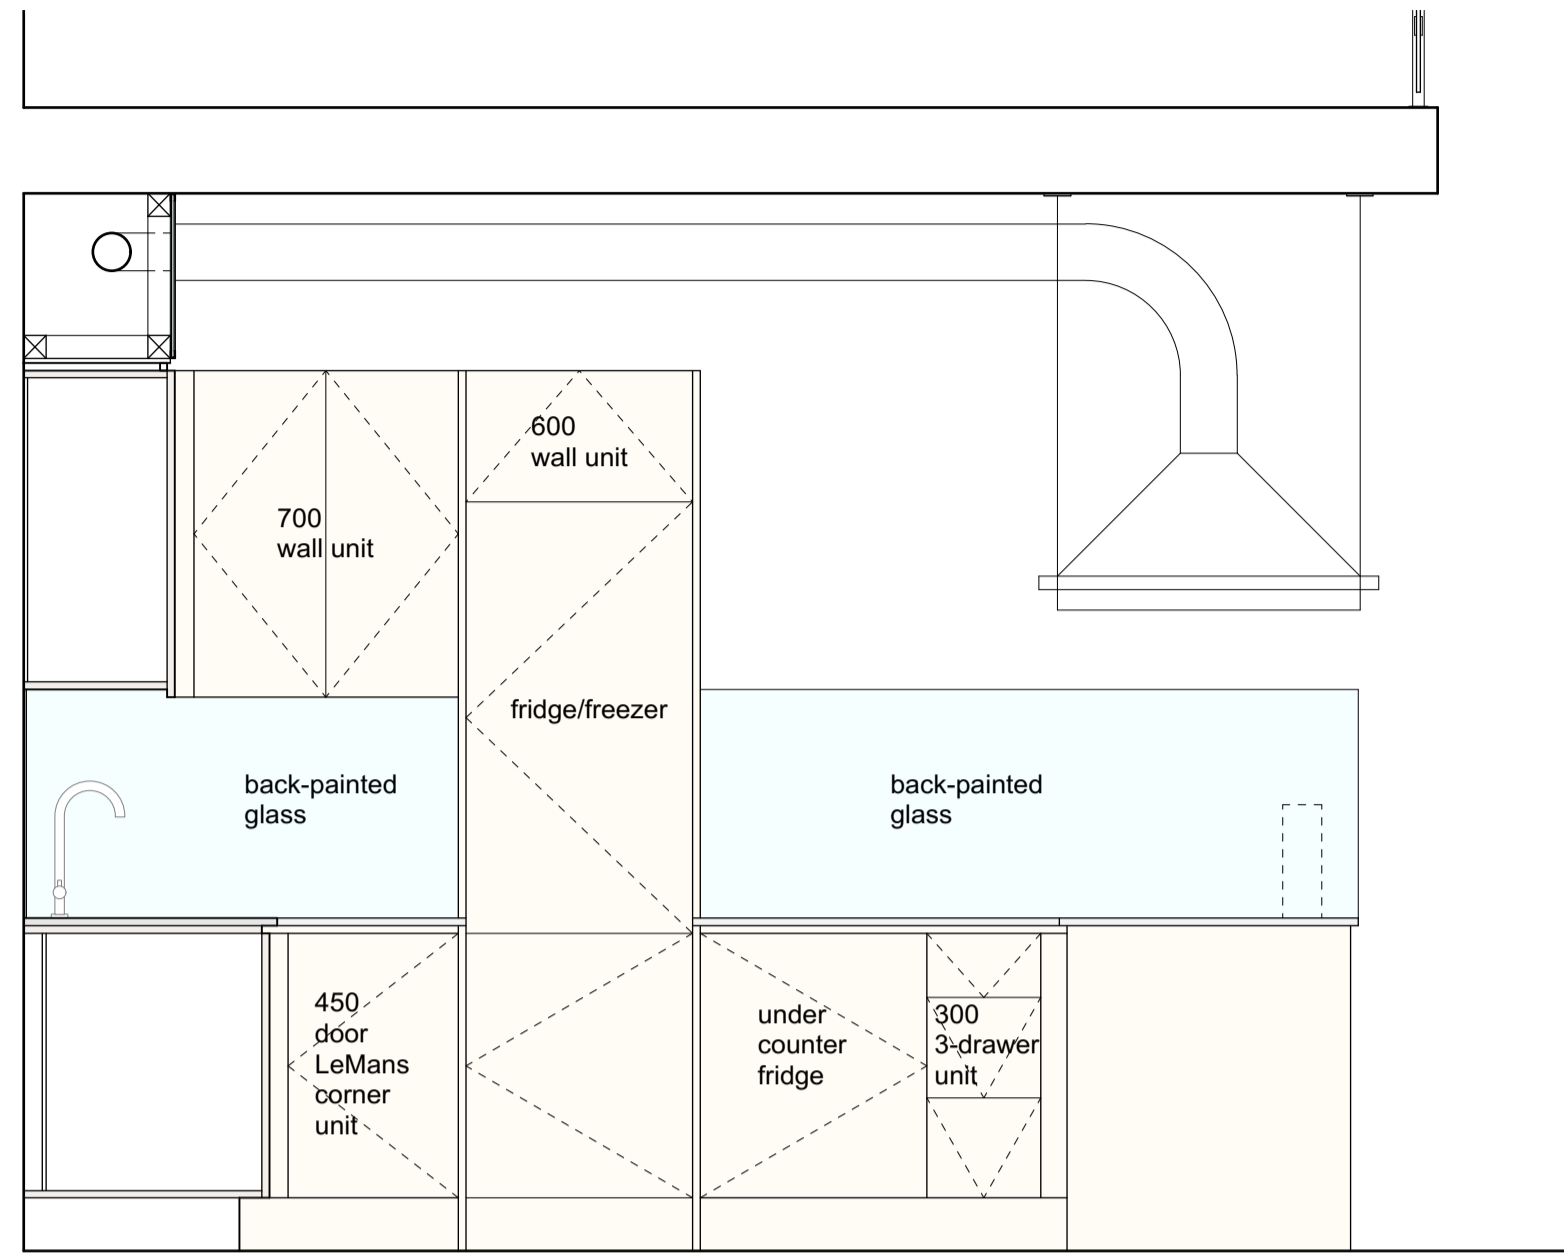 600
wall unit
700
wall unit
fridge/freezer
back-painted
glass
back-painted
glass
450
door
LeMans
corner
unit
under
counter
fridge
300
3-drawer
unit